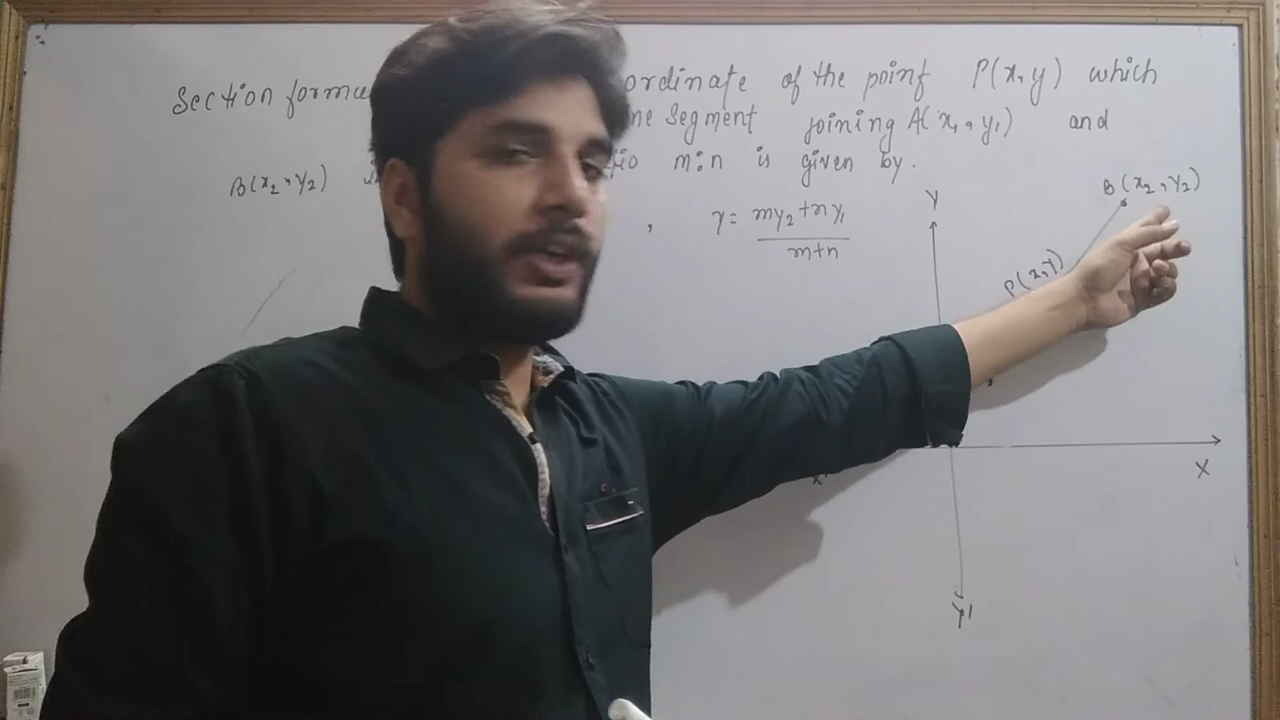 Section formu ordinate of the point P(x,y) which
ne segment joining A(x₁,y₁) and
B(x₂,y₂) io m:n is given by.
, y= my₂+ny₁
m+n
Y
B(x₂,y₂)
P(x,y)
X'
X
Y'